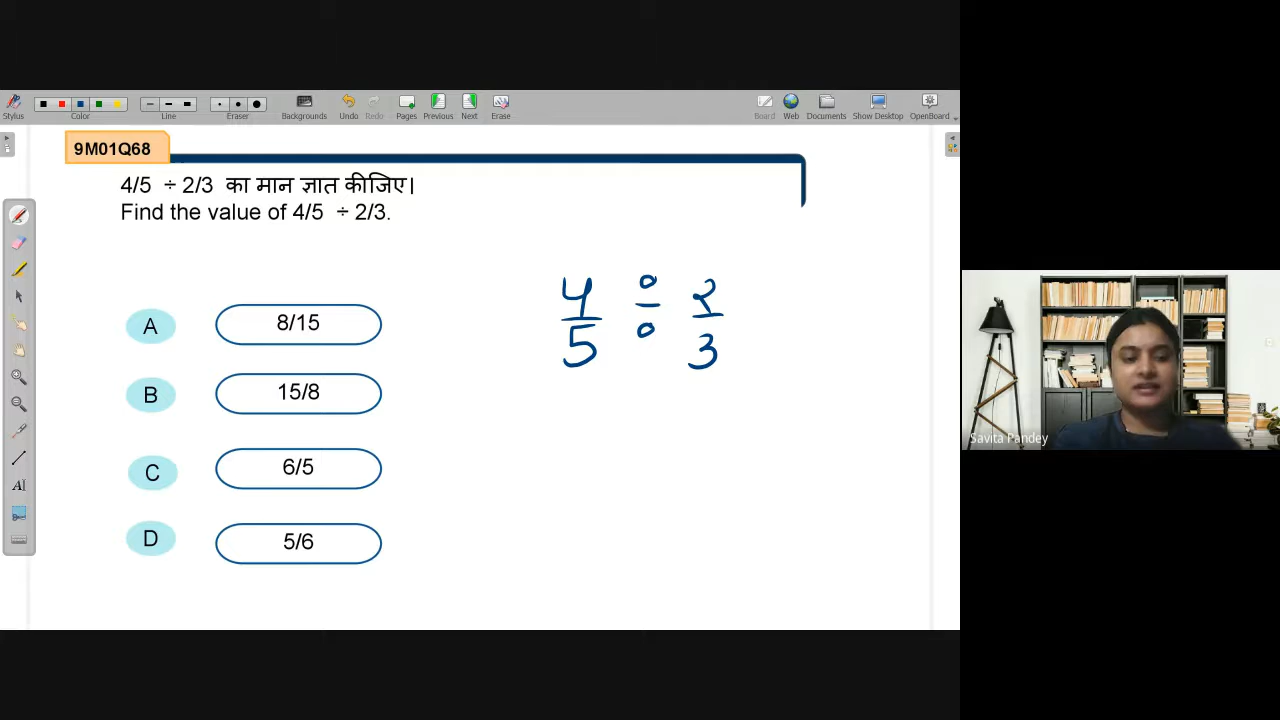 Stylus
Color
Line
Eraser
Backgrounds
Undo
Redo
Pages
Previous
Next
Erase
Board
Web
Documents
Show Desktop
OpenBoard
9M01Q68
4/5 ÷ 2/3 का मान ज्ञात कीजिए।
Find the value of 4/5 ÷ 2/3.
4/5 ÷ 2/3
A 8/15
B 15/8
C 6/5
D 5/6
Savita Pandey